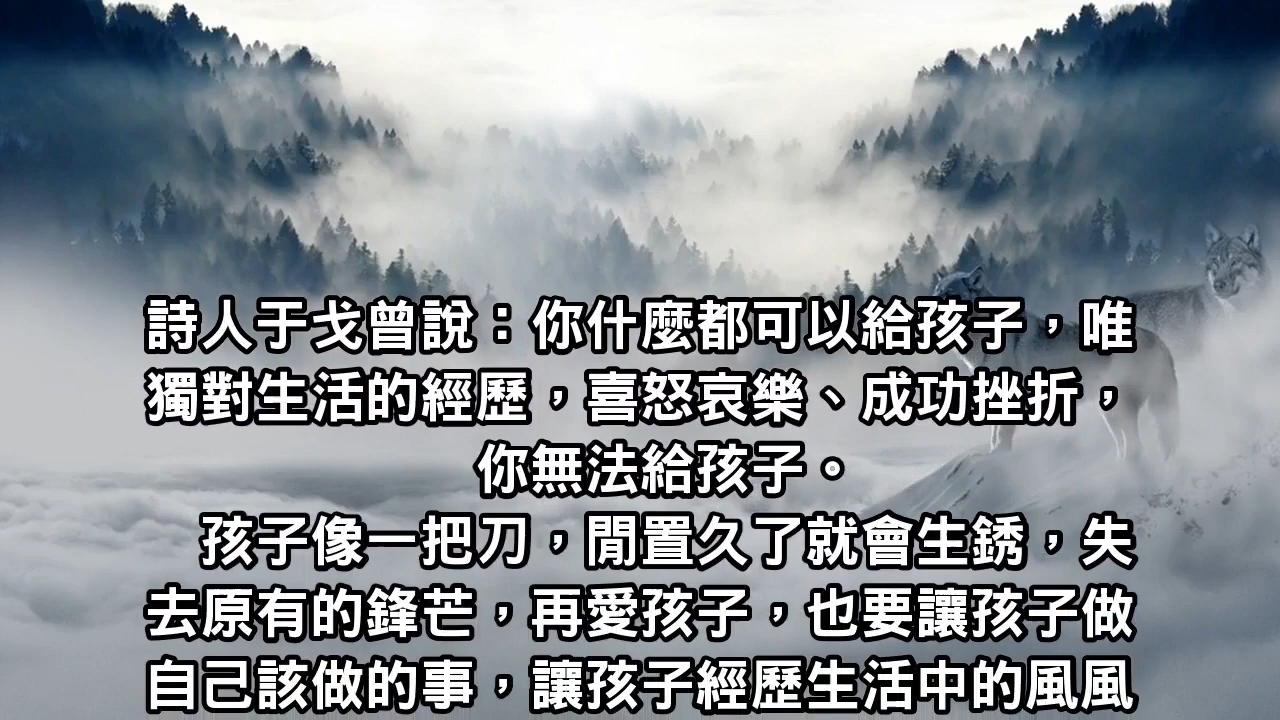 詩人于戈曾說：你什麼都可以給孩子，唯
獨對生活的經歷，喜怒哀樂、成功挫折，
你無法給孩子。
孩子像一把刀，閒置久了就會生銹，失
去原有的鋒芒，再愛孩子，也要讓孩子做
自己該做的事，讓孩子經歷生活中的風風